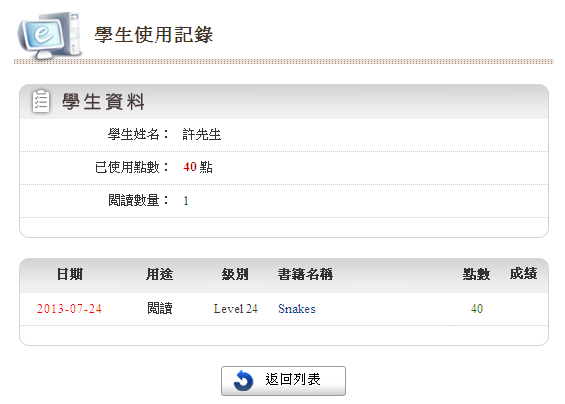 學生使用記錄
學生資料
學生姓名： 許先生
已使用點數： 40 點
閱讀數量： 1
日期 用途 級別 書籍名稱 點數 成績
2013-07-24 閱讀 Level 24 Snakes 40
返回列表